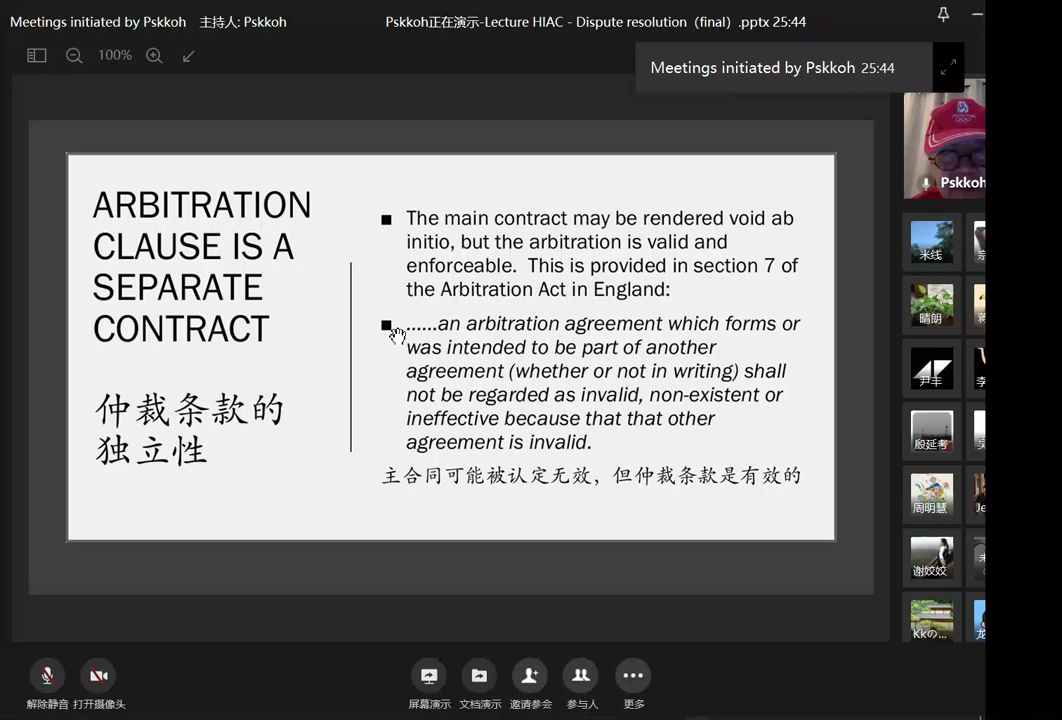 Meetings initiated by Pskkoh 主持人: Pskkoh
Pskkoh正在演示-Lecture HIAC - Dispute resolution（final）.pptx 25:44
100%
Meetings initiated by Pskkoh 25:44
ARBITRATION
CLAUSE IS A
SEPARATE
CONTRACT
仲裁条款的
独立性
The main contract may be rendered void ab
initio, but the arbitration is valid and
enforceable. This is provided in section 7 of
the Arbitration Act in England:
......an arbitration agreement which forms or
was intended to be part of another
agreement (whether or not in writing) shall
not be regarded as invalid, non-existent or
ineffective because that that other
agreement is invalid.
主合同可能被认定无效，但仲裁条款是有效的
Pskkoh
米线
晴朗
尹丰
李
殷延考
周明慧
Je
谢姣姣
Kkの...
龙
解除静音 打开摄像头 屏幕演示 文档演示 邀请参会 参与人 更多